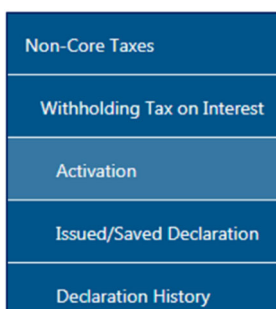 Non-Core Taxes
Withholding Tax on Interest
Activation
Issued/Saved Declaration
Declaration History